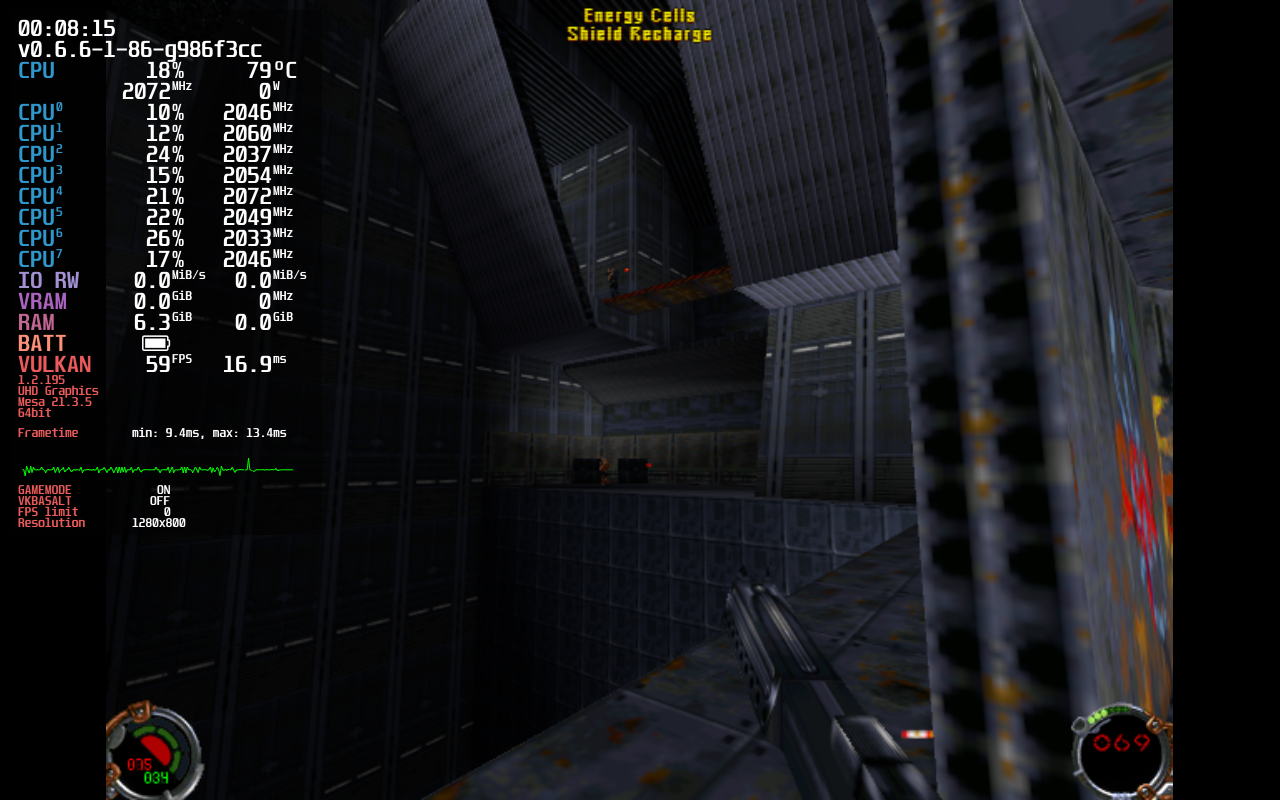 Energy Cells
Shield Recharge
00:08:15
v0.6.6-1-86-g986f3cc
CPU 18% 79°C
2072MHz 0W
CPU0 10% 2046MHz
CPU1 12% 2060MHz
CPU2 24% 2037MHz
CPU3 15% 2054MHz
CPU4 21% 2072MHz
CPU5 22% 2049MHz
CPU6 26% 2033MHz
CPU7 17% 2046MHz
IO RW 0.0MiB/s 0.0MiB/s
VRAM 0.0GiB 0MHz
RAM 6.3GiB 0.0GiB
BATT
VULKAN 59FPS 16.9ms
1.2.195
UHD Graphics
Mesa 21.3.5
64bit
Frametime min: 9.4ms, max: 13.4ms
GAMEMODE ON
VKBASALT OFF
FPS limit 0
Resolution 1280x800
075
034
069